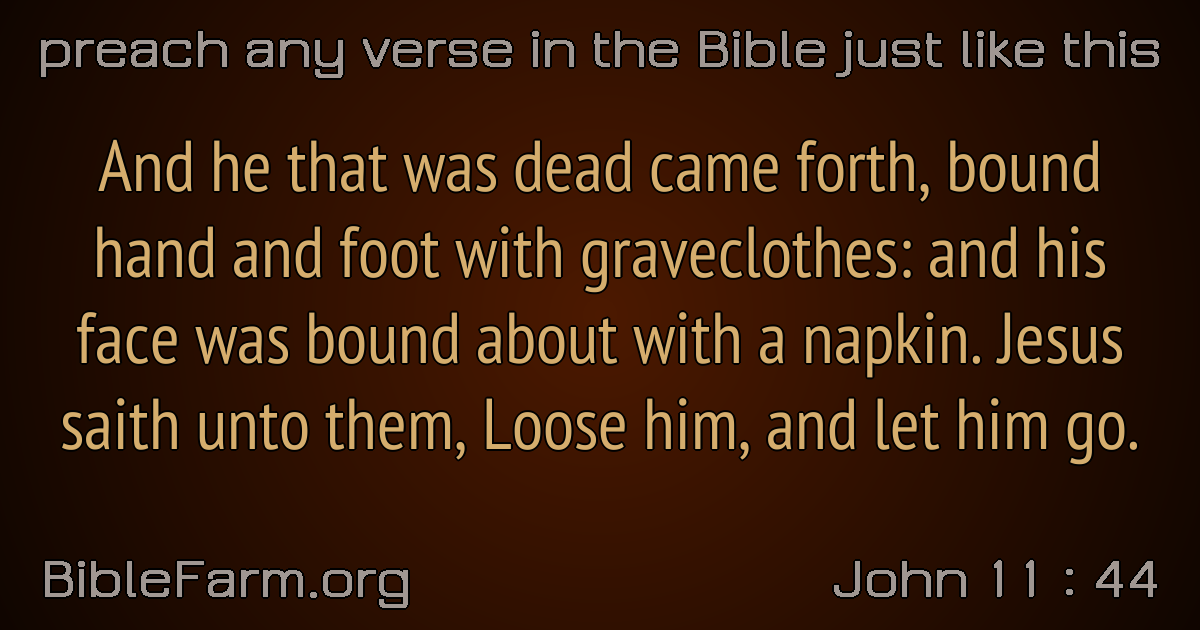 preach any verse in the Bible just like this
And he that was dead came forth, bound
hand and foot with graveclothes: and his
face was bound about with a napkin. Jesus
saith unto them, Loose him, and let him go.
BibleFarm.org
John 11 : 44